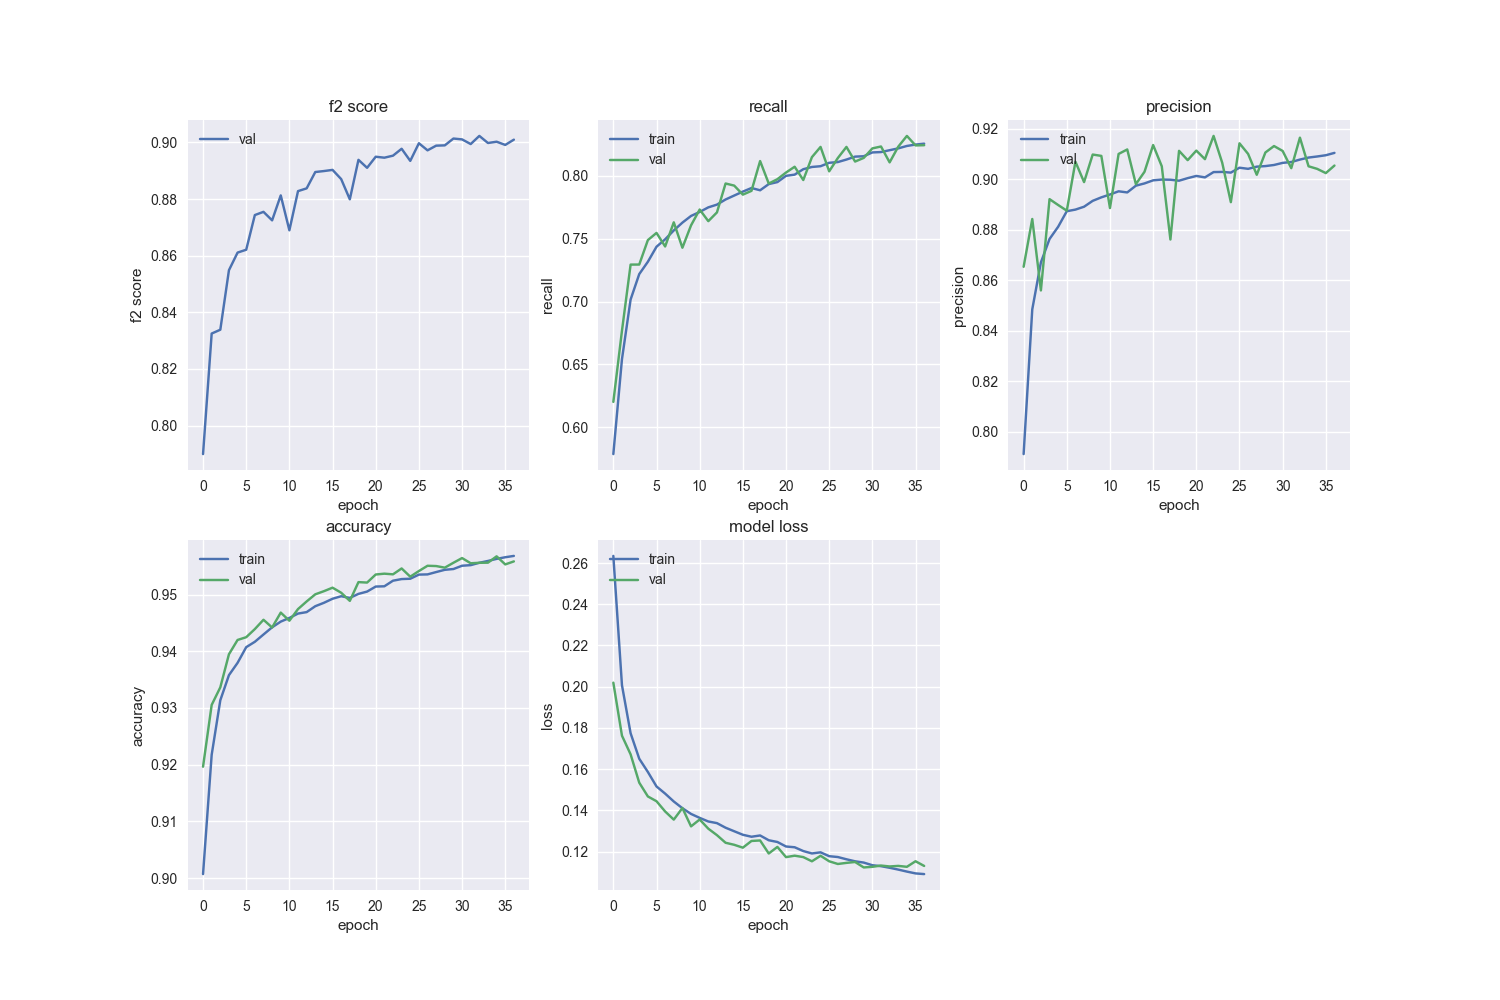 f2 score
val
f2 score
0.90
0.88
0.86
0.84
0.82
0.80
0 5 10 15 20 25 30 35
epoch
recall
train
val
recall
0.80
0.75
0.70
0.65
0.60
0 5 10 15 20 25 30 35
epoch
precision
train
val
precision
0.92
0.90
0.88
0.86
0.84
0.82
0.80
0 5 10 15 20 25 30 35
epoch
accuracy
train
val
accuracy
0.95
0.94
0.93
0.92
0.91
0.90
0 5 10 15 20 25 30 35
epoch
model loss
train
val
loss
0.26
0.24
0.22
0.20
0.18
0.16
0.14
0.12
0 5 10 15 20 25 30 35
epoch